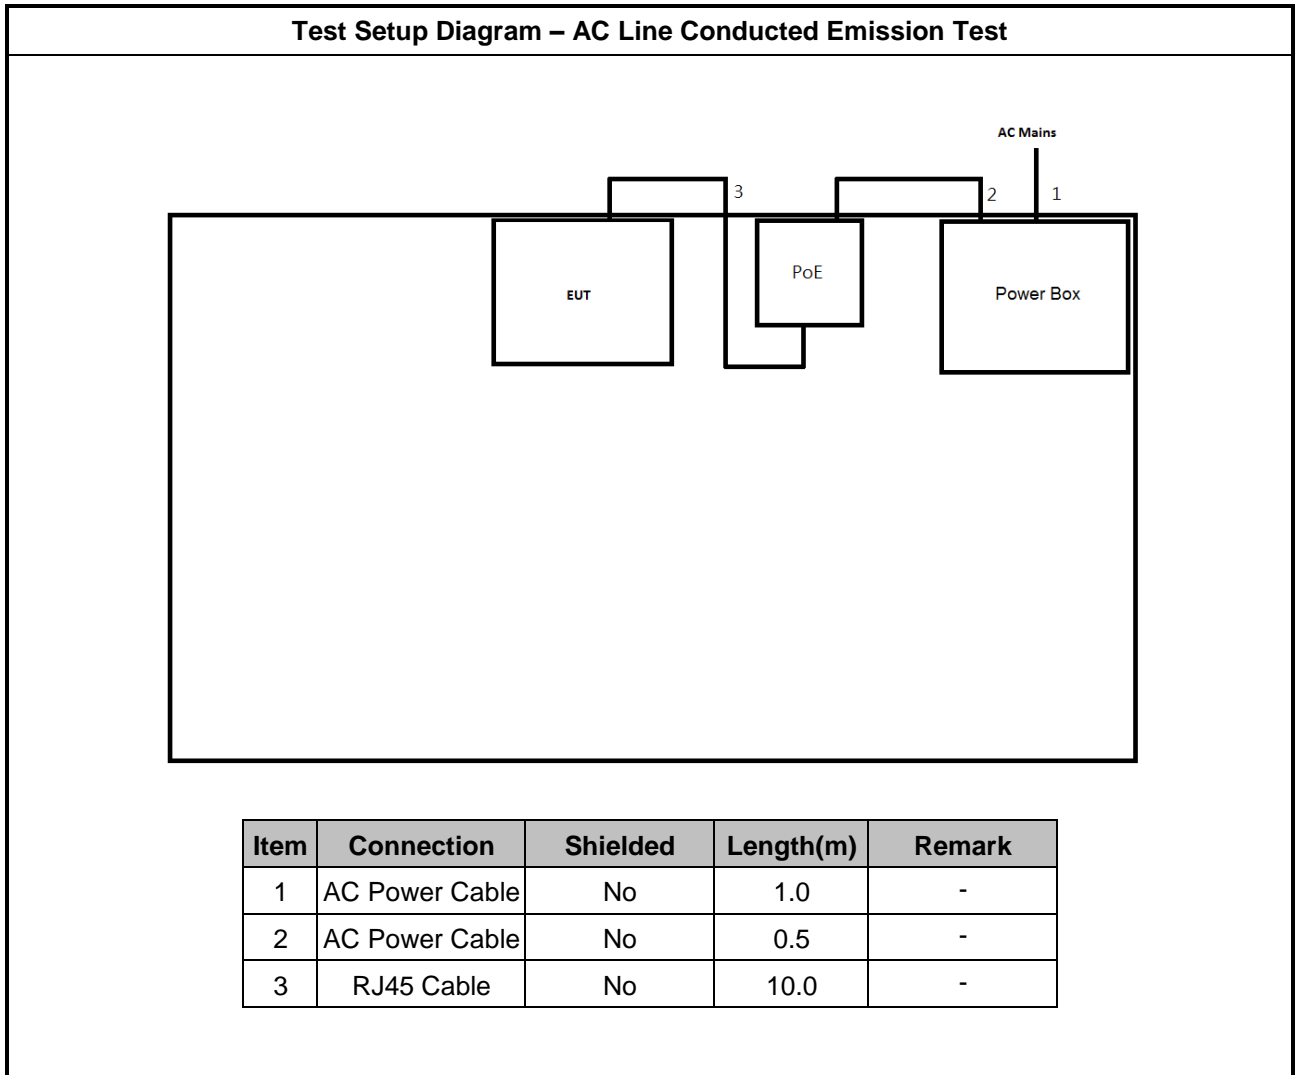 Test Setup Diagram – AC Line Conducted Emission Test
AC Mains
3
2
1
EUT
PoE
Power Box
Item Connection Shielded Length(m) Remark
1 AC Power Cable No 1.0 -
2 AC Power Cable No 0.5 -
3 RJ45 Cable No 10.0 -